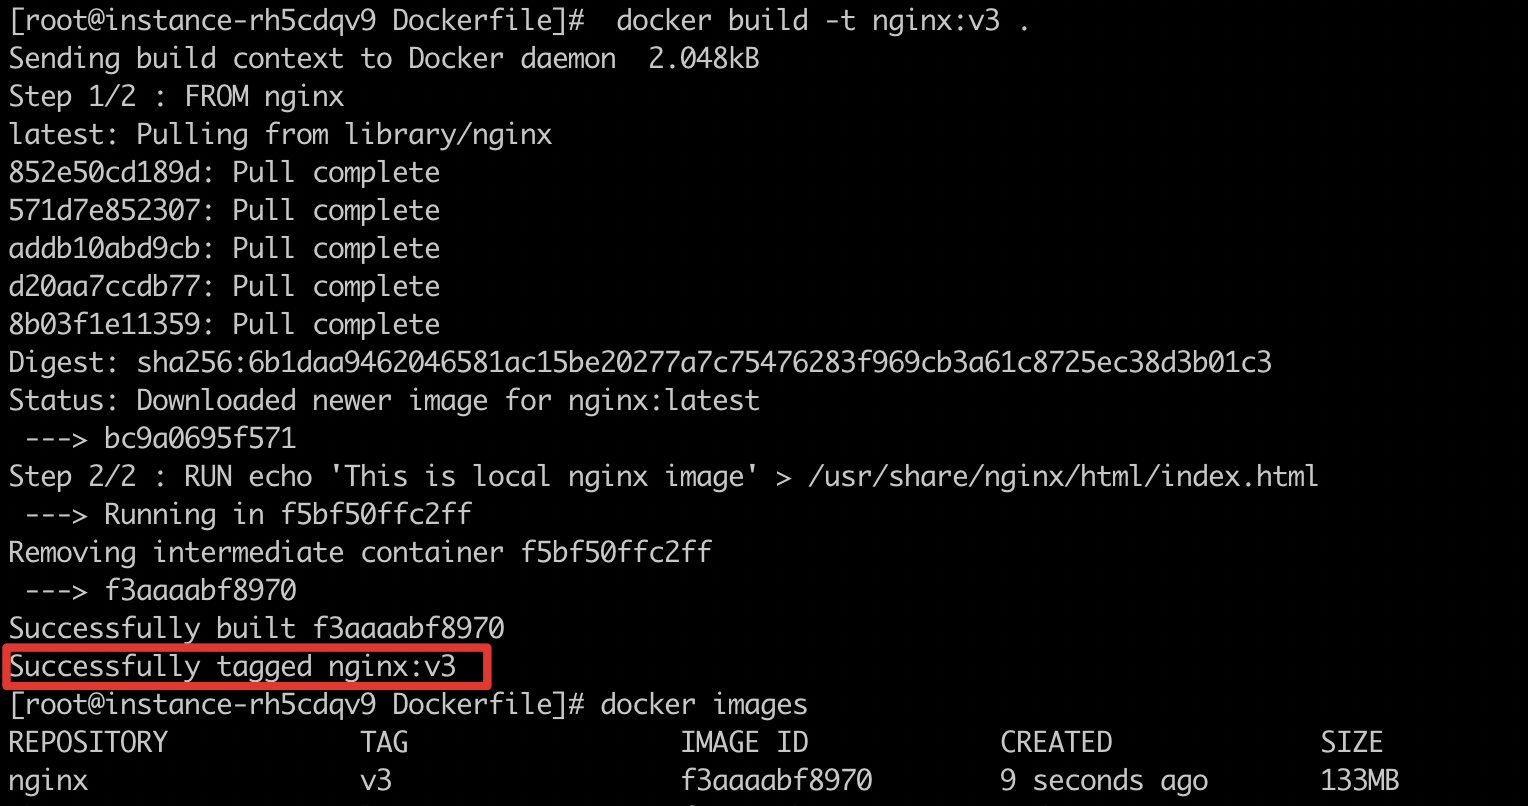 [root@instance-rh5cdqv9 Dockerfile]#  docker build -t nginx:v3 .
Sending build context to Docker daemon  2.048kB
Step 1/2 : FROM nginx
latest: Pulling from library/nginx
852e50cd189d: Pull complete
571d7e852307: Pull complete
addb10abd9cb: Pull complete
d20aa7ccdb77: Pull complete
8b03f1e11359: Pull complete
Digest: sha256:6b1daa9462046581ac15be20277a7c75476283f969cb3a61c8725ec38d3b01c3
Status: Downloaded newer image for nginx:latest
 ---> bc9a0695f571
Step 2/2 : RUN echo 'This is local nginx image' > /usr/share/nginx/html/index.html
 ---> Running in f5bf50ffc2ff
Removing intermediate container f5bf50ffc2ff
 ---> f3aaaabf8970
Successfully built f3aaaabf8970
Successfully tagged nginx:v3
[root@instance-rh5cdqv9 Dockerfile]# docker images
REPOSITORY            TAG                 IMAGE ID            CREATED             SIZE
nginx                 v3                  f3aaaabf8970        9 seconds ago       133MB